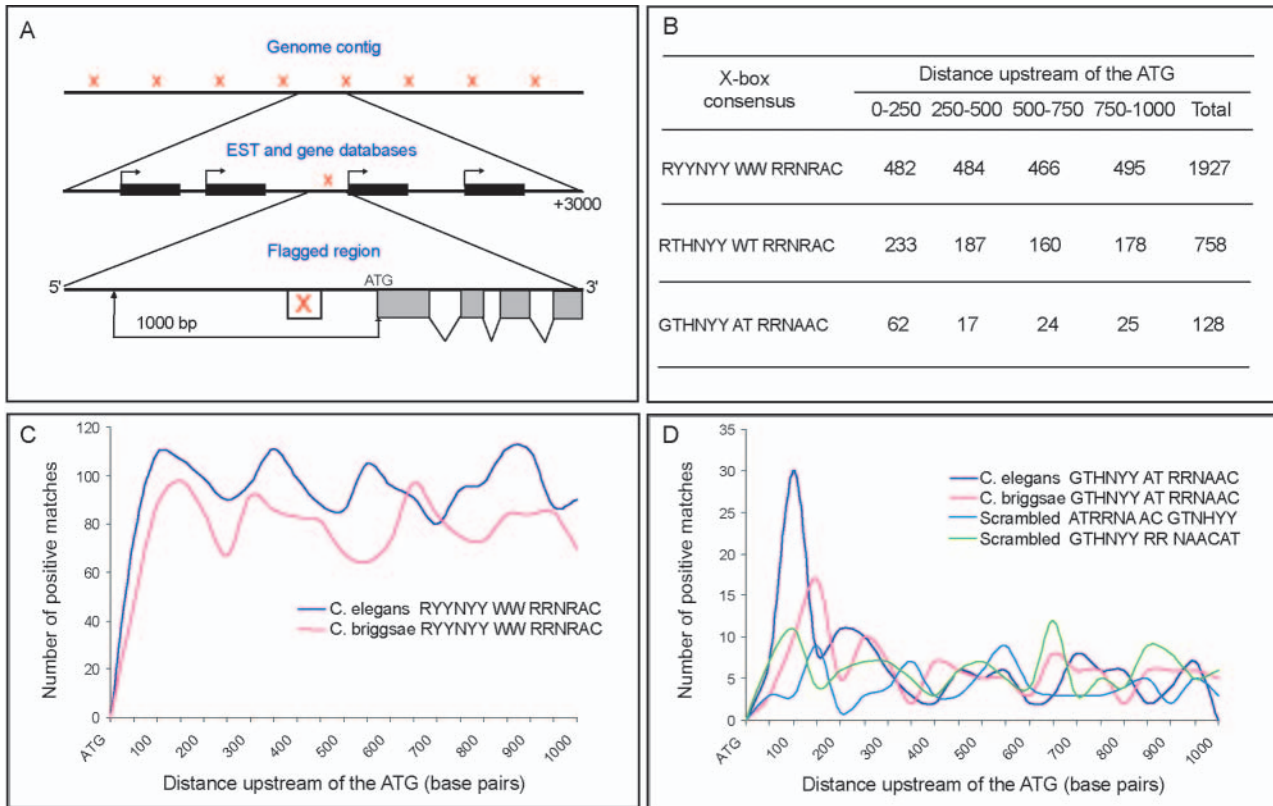 A
Genome contig
X X X X X X X X
EST and gene databases
X
+3000
Flagged region
5'
ATG
3'
X
1000 bp
B
X-box consensus
Distance upstream of the ATG
0-250 250-500 500-750 750-1000 Total
RYYNYY WW RRNRAC 482 484 466 495 1927
RTHNYY WT RRNRAC 233 187 160 178 758
GTHNYY AT RRNAAC 62 17 24 25 128
C
Number of positive matches
120
100
80
60
40
20
0
C. elegans RYYNYY WW RRNRAC
C. briggsae RYYNYY WW RRNRAC
ATG 100 200 300 400 500 600 700 800 900 1000
Distance upstream of the ATG (base pairs)
D
Number of positive matches
35
30
25
20
15
10
5
0
C. elegans GTHNYY AT RRNAAC
C. briggsae GTHNYY AT RRNAAC
Scrambled ATRRNA AC GTNHYY
Scrambled GTHNYY RR NAACAT
ATG 100 200 300 400 500 600 700 800 900 1000
Distance upstream of the ATG (base pairs)